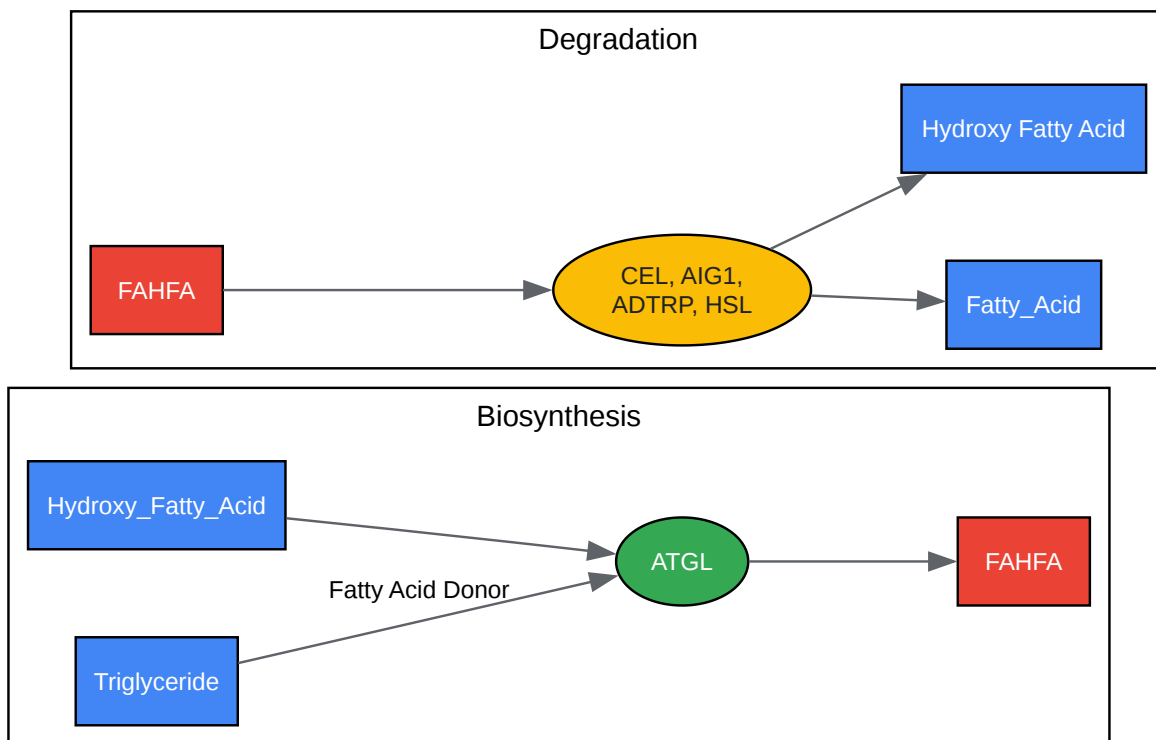 Degradation
Hydroxy Fatty Acid
FAHFA
CEL, AIG1,
ADTRP, HSL
Fatty_Acid
Biosynthesis
Hydroxy_Fatty_Acid
ATGL
FAHFA
Fatty Acid Donor
Triglyceride